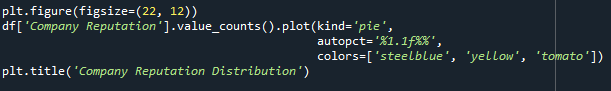 plt.figure(figsize=(22, 12))
df['Company Reputation'].value_counts().plot(kind='pie',
autopct='%1.1f%%',
colors=['steelblue', 'yellow', 'tomato'])
plt.title('Company Reputation Distribution')